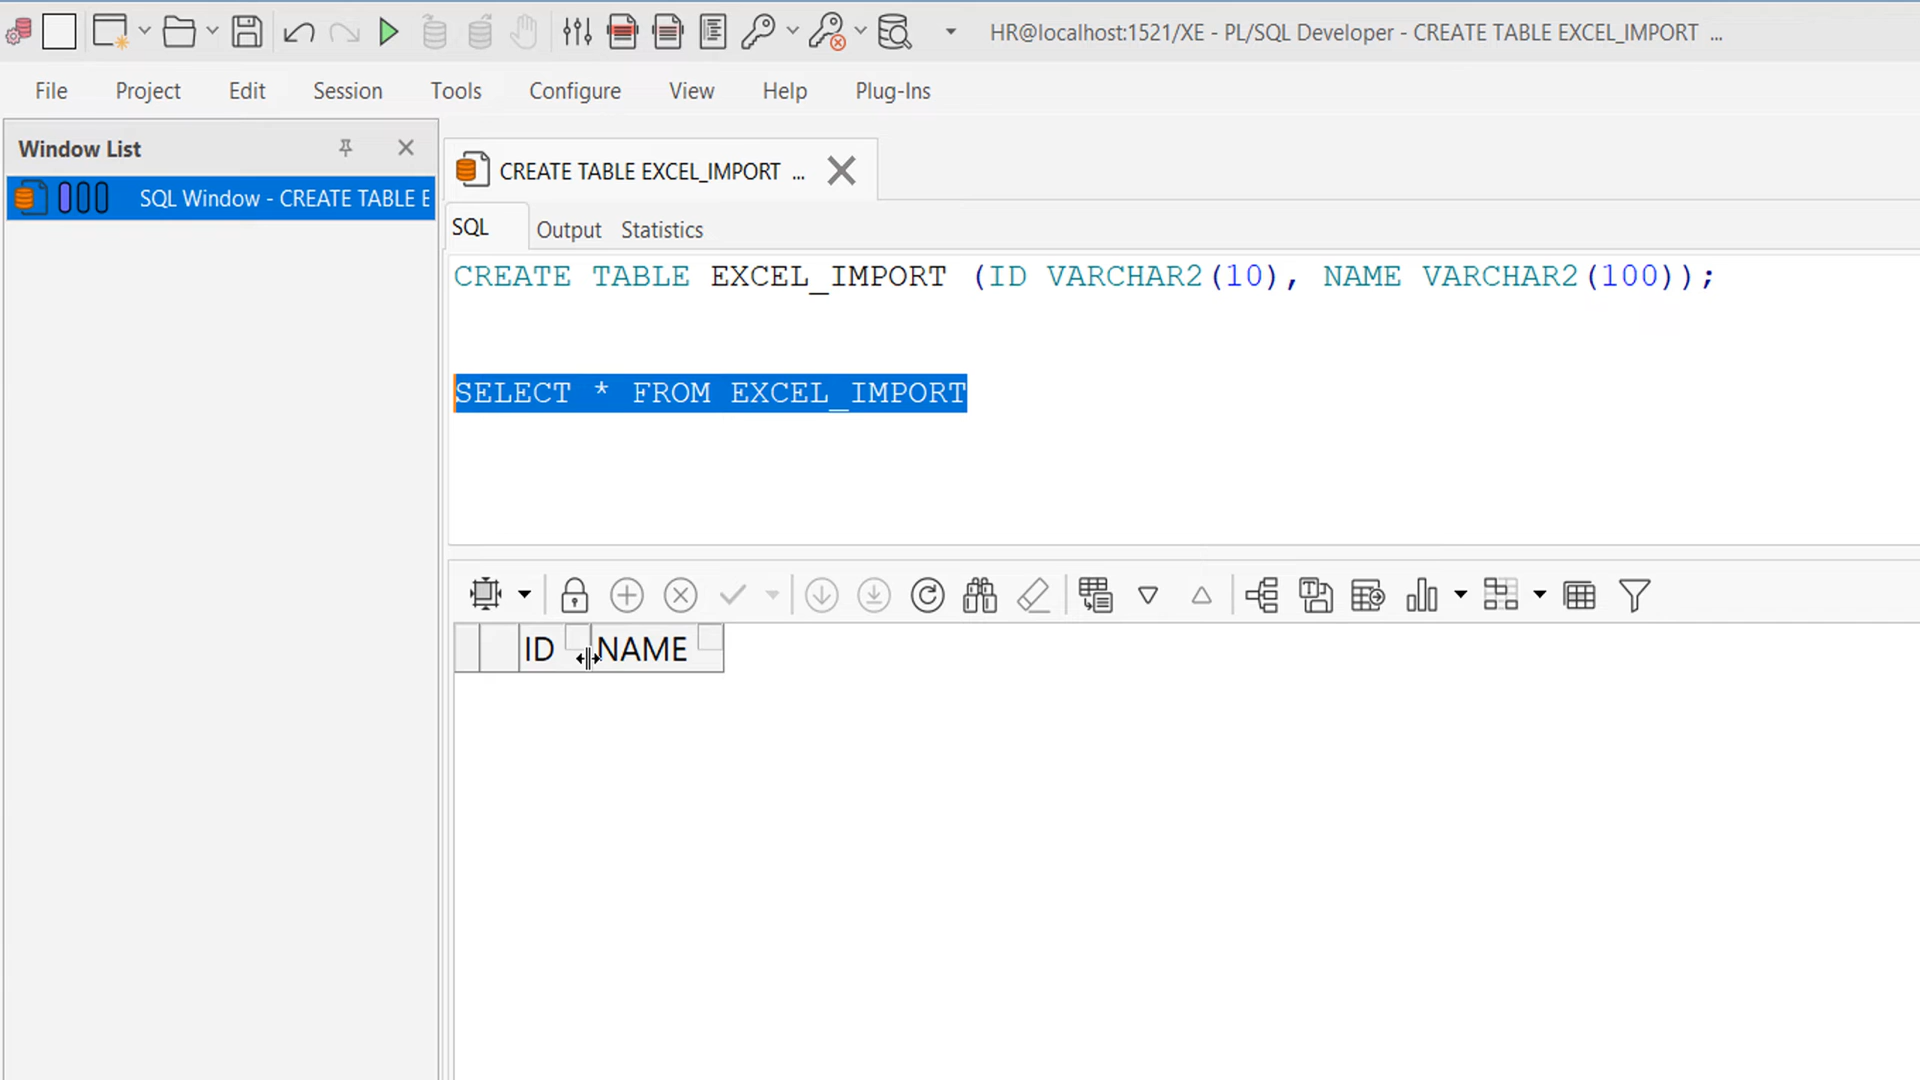 HR@localhost:1521/XE - PL/SQL Developer - CREATE TABLE EXCEL_IMPORT ...
File Project Edit Session Tools Configure View Help Plug-Ins
Window List
SQL Window - CREATE TABLE E
CREATE TABLE EXCEL_IMPORT ...
SQL Output Statistics
CREATE TABLE EXCEL_IMPORT (ID VARCHAR2(10), NAME VARCHAR2(100));
SELECT * FROM EXCEL_IMPORT
ID NAME